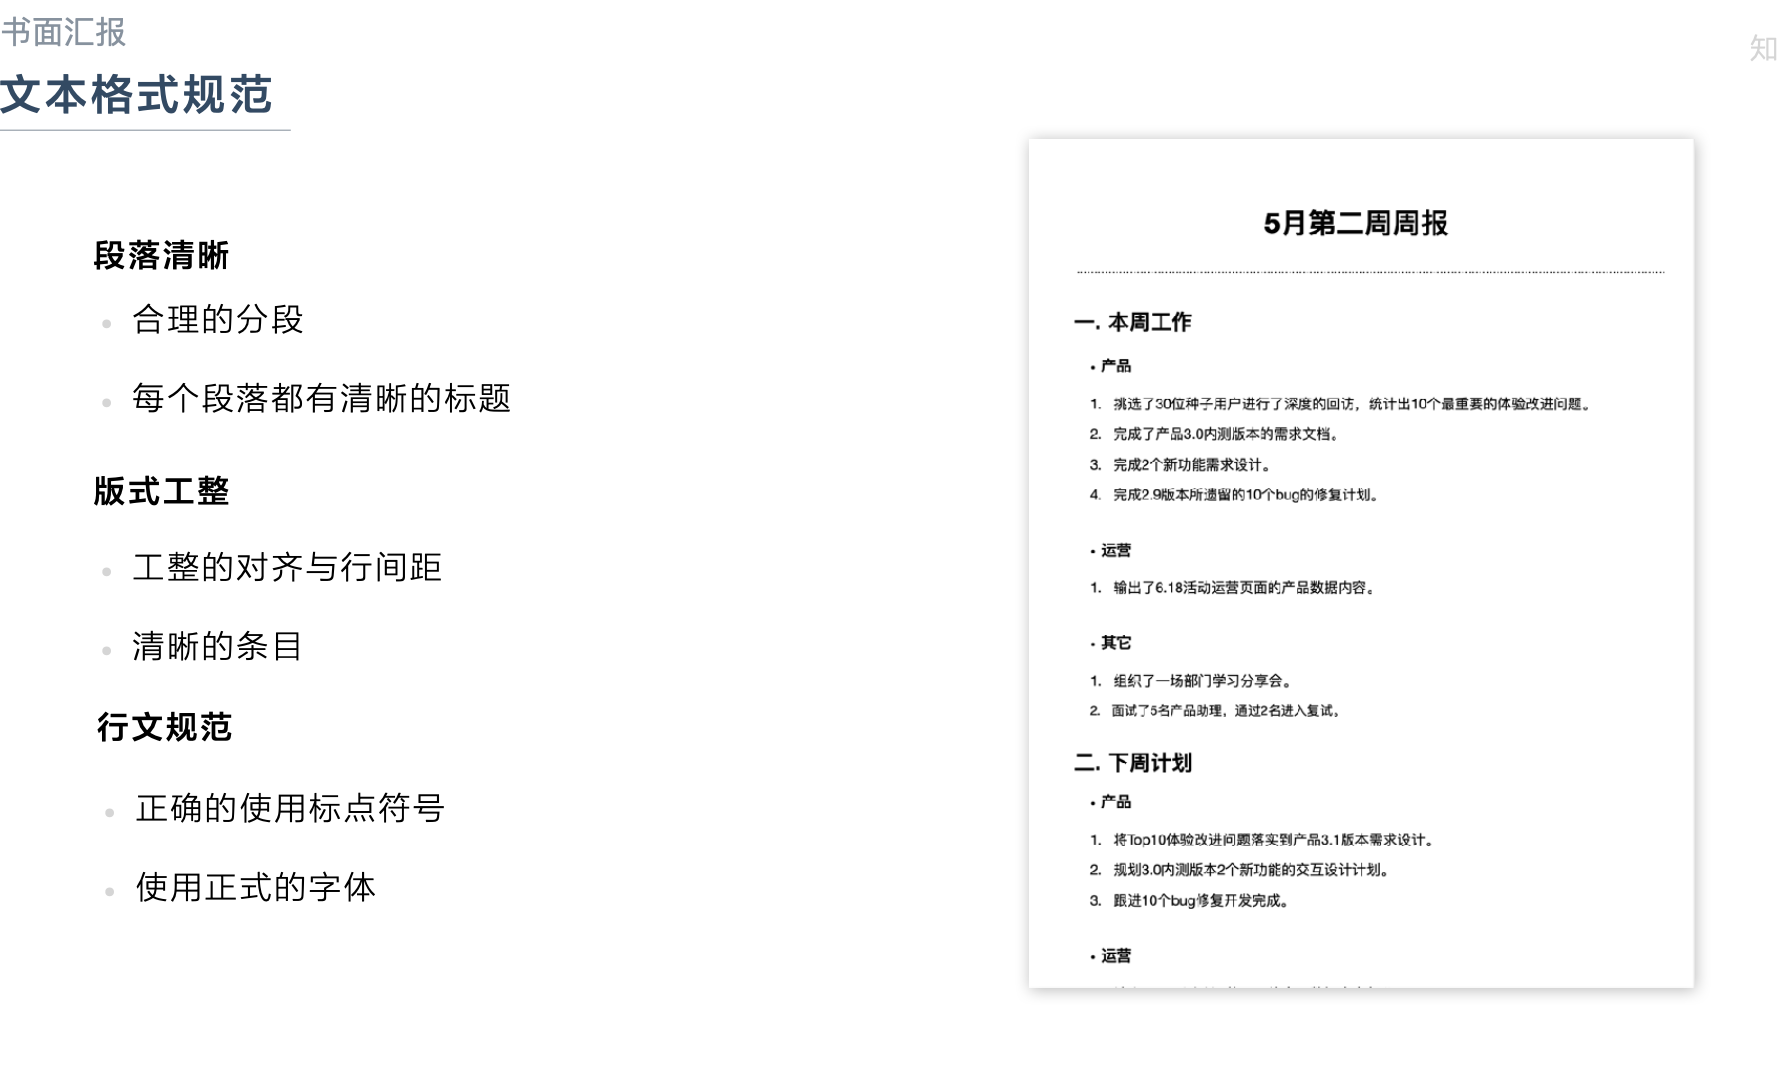 书面汇报
知
文本格式规范
段落清晰
合理的分段
每个段落都有清晰的标题
版式工整
工整的对齐与行间距
清晰的条目
行文规范
正确的使用标点符号
使用正式的字体
5月第二周周报
一. 本周工作
• 产品
1. 挑选了30位种子用户进行了深度的回访，统计出10个最重要的体验改进问题。
2. 完成了产品3.0内测版本的需求文档。
3. 完成2个新功能需求设计。
4. 完成2.9版本所遗留的10个bug的修复计划。
• 运营
1. 输出了6.18活动运营页面的产品数据内容。
• 其它
1. 组织了一场部门学习分享会。
2. 面试了5名产品助理，通过2名进入复试，
二. 下周计划
• 产品
1. 将Top10体验改进问题落实到产品3.1版本需求设计。
2. 规划3.0内测版本2个新功能的交互设计计划。
3. 跟进10个bug修复开发完成。
• 运营